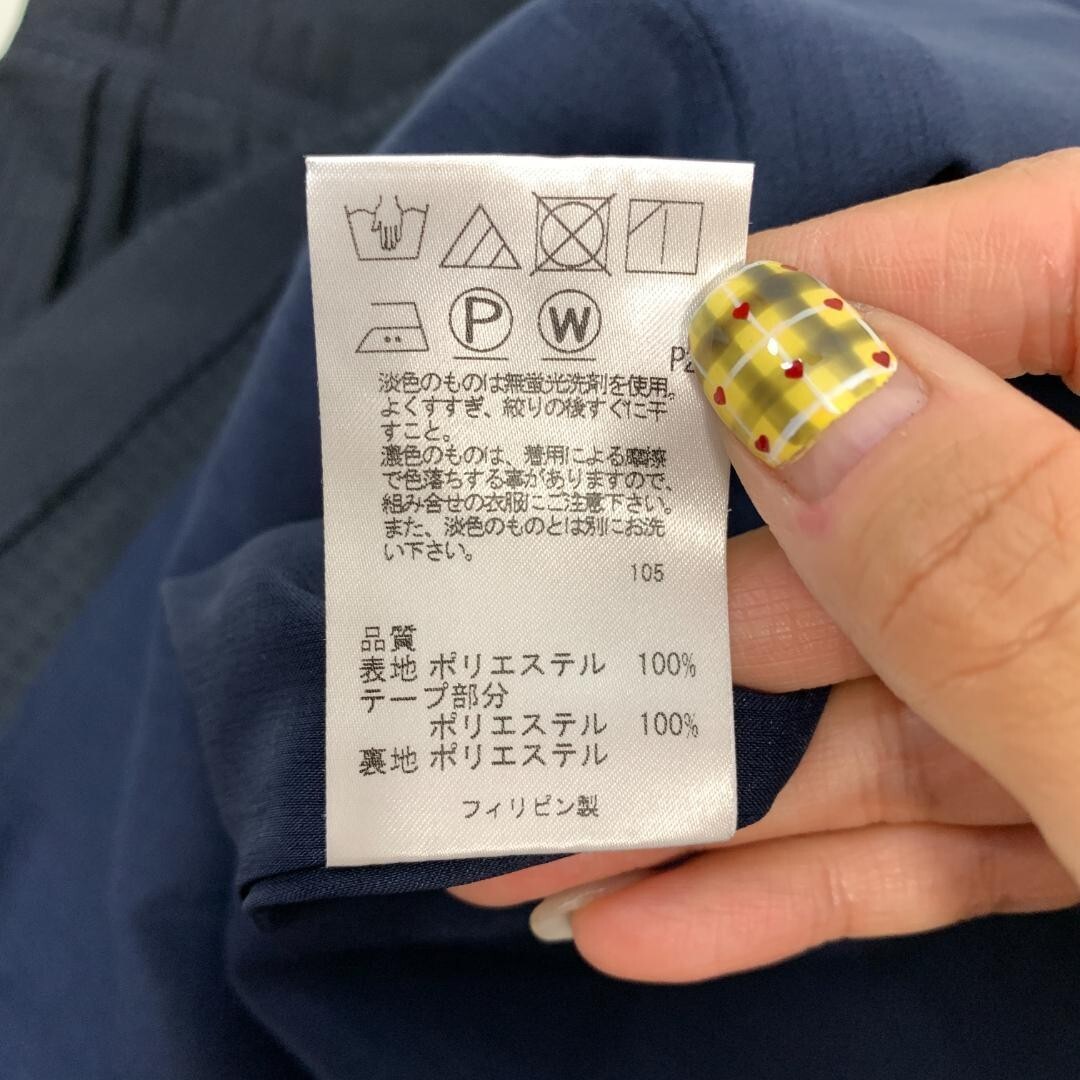 P
W
淡色のものは無蛍光洗剤を使用。
よくすすぎ、絞りの後すぐに干
すこと。
濃色のものは、着用による摩擦
で色落ちする事がありますので、
組み合せの衣服にご注意下さい。
また、淡色のものとは別にお洗
い下さい。
105
品質
表地 ポリエステル 100%
テープ部分
ポリエステル 100%
裏地 ポリエステル
フィリピン製